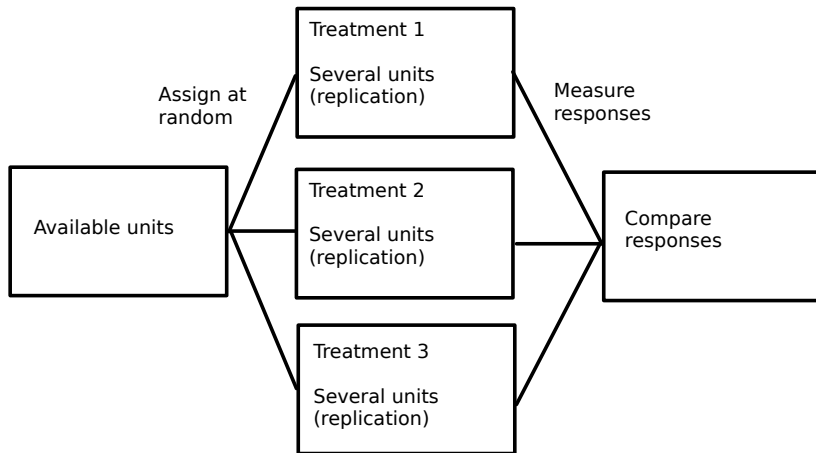 Available units
Assign at
random
Treatment 1
Several units
(replication)
Treatment 2
Several units
(replication)
Treatment 3
Several units
(replication)
Measure
responses
Compare
responses